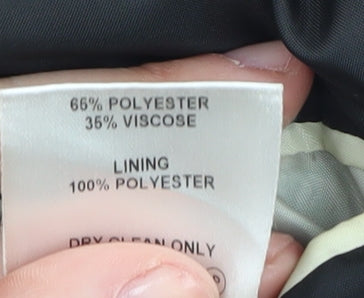 65% POLYESTER
35% VISCOSE
LINING
100% POLYESTER
DRY CLEAN ONLY
P